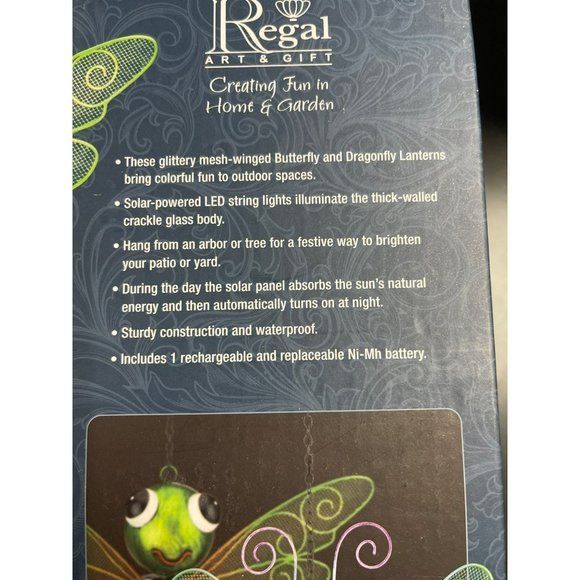 Regal
ART & GIFT
Creating Fun in
Home & Garden
• These glittery mesh-winged Butterfly and Dragonfly Lanterns
bring colorful fun to outdoor spaces.
• Solar-powered LED string lights illuminate the thick-walled
crackle glass body.
• Hang from an arbor or tree for a festive way to brighten
your patio or yard.
• During the day the solar panel absorbs the sun's natural
energy and then automatically turns on at night.
• Sturdy construction and waterproof.
• Includes 1 rechargeable and replaceable Ni-Mh battery.